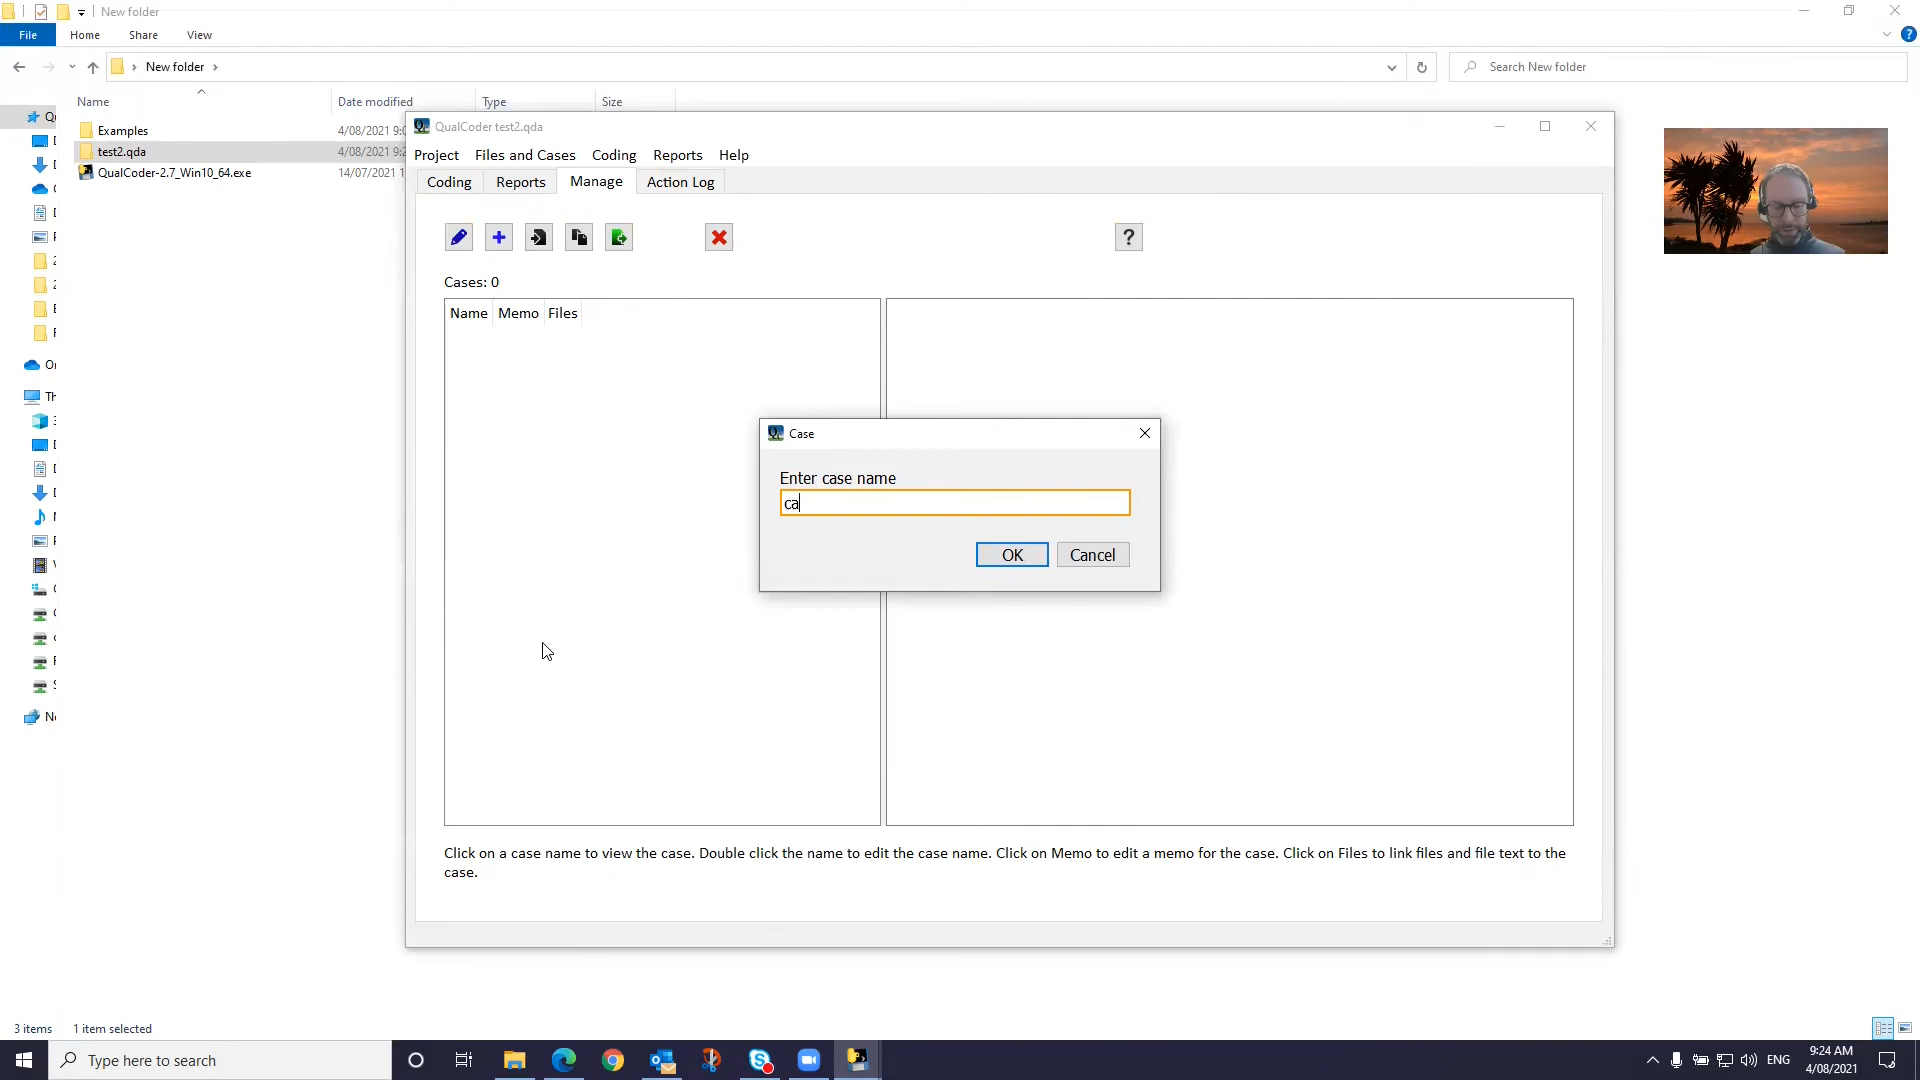 New folder
File Home Share View
New folder
Search New folder
Name Date modified Type Size
Examples 4/08/2021 9:0
test2.qda 4/08/2021 9:2
QualCoder-2.7_Win10_64.exe 14/07/2021 1
QualCoder test2.qda
Project Files and Cases Coding Reports Help
Coding Reports Manage Action Log
?
Cases: 0
Name Memo Files
Case
Enter case name
ca
OK Cancel
Click on a case name to view the case. Double click the name to edit the case name. Click on Memo to edit a memo for the case. Click on Files to link files and file text to the
case.
3 items 1 item selected
Type here to search
ENG
9:24 AM
4/08/2021